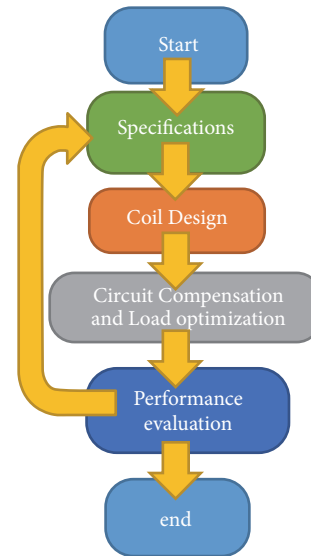 Start
Specifications
Coil Design
Circuit Compensation
and Load optimization
Performance
evaluation
end